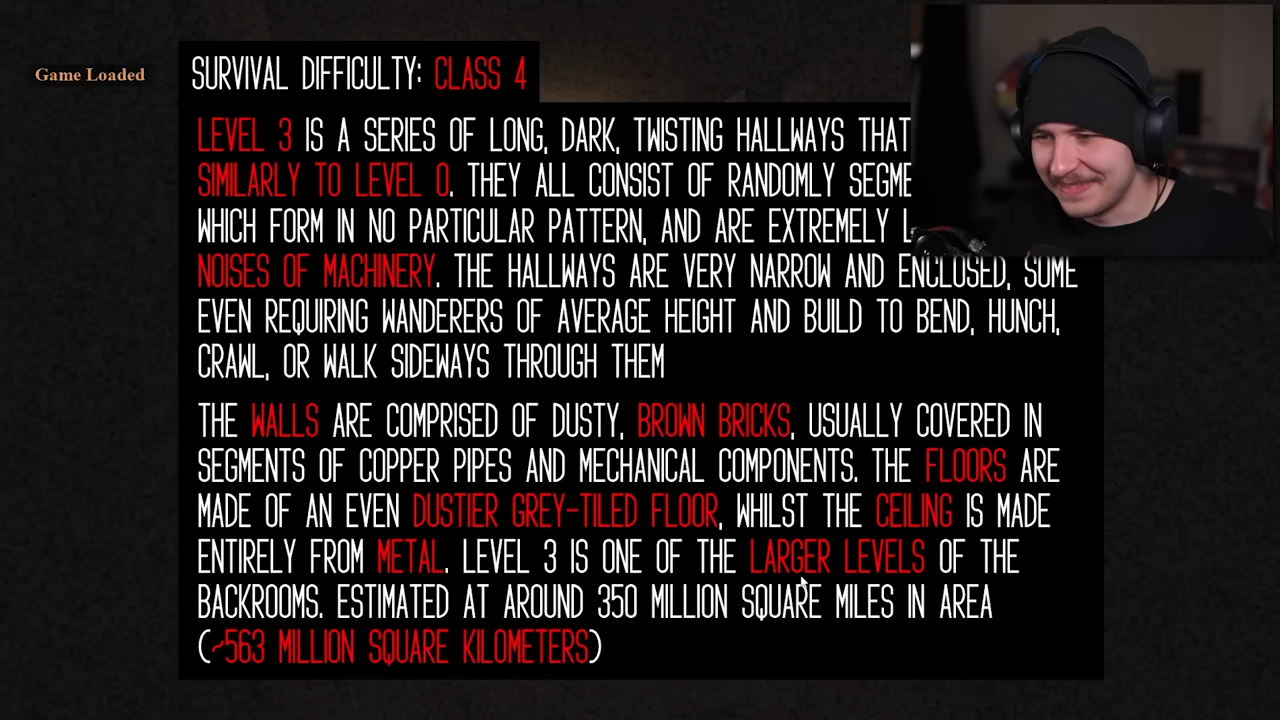 Game Loaded
SURVIVAL DIFFICULTY: CLASS 4
LEVEL 3 IS A SERIES OF LONG, DARK, TWISTING HALLWAYS THAT
SIMILARLY TO LEVEL 0. THEY ALL CONSIST OF RANDOMLY
WHICH FORM IN NO PARTICULAR PATTERN, AND ARE EXTREMELY
NOISES OF MACHINERY. THE HALLWAYS ARE VERY NARROW AND ENCLOSED, SOME
EVEN REQUIRING WANDERERS OF AVERAGE HEIGHT AND BUILD TO BEND, HUNCH,
CRAWL, OR WALK SIDEWAYS THROUGH THEM
THE WALLS ARE COMPRISED OF DUSTY, BROWN BRICKS, USUALLY COVERED IN
SEGMENTS OF COPPER PIPES AND MECHANICAL COMPONENTS. THE FLOORS ARE
MADE OF AN EVEN DUSTIER GREY-TILED FLOOR, WHILST THE CEILING IS MADE
ENTIRELY FROM METAL. LEVEL 3 IS ONE OF THE LARGER LEVELS OF THE
BACKROOMS. ESTIMATED AT AROUND 350 MILLION SQUARE MILES IN AREA
(~563 MILLION SQUARE KILOMETERS)